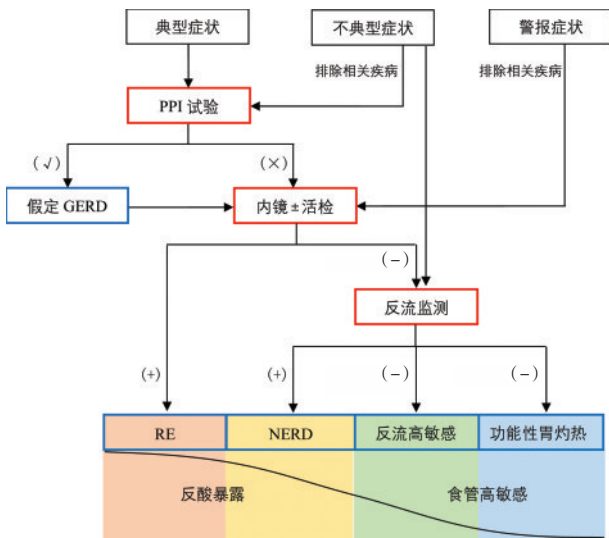 典型症状
不典型症状
警报症状
排除相关疾病
排除相关疾病
PPI 试验
(√)
(×)
假定 GERD
内镜±活检
(－)
反流监测
(+)
(+)
(－)
(－)
RE
NERD
反流高敏感
功能性胃灼热
反酸暴露
食管高敏感